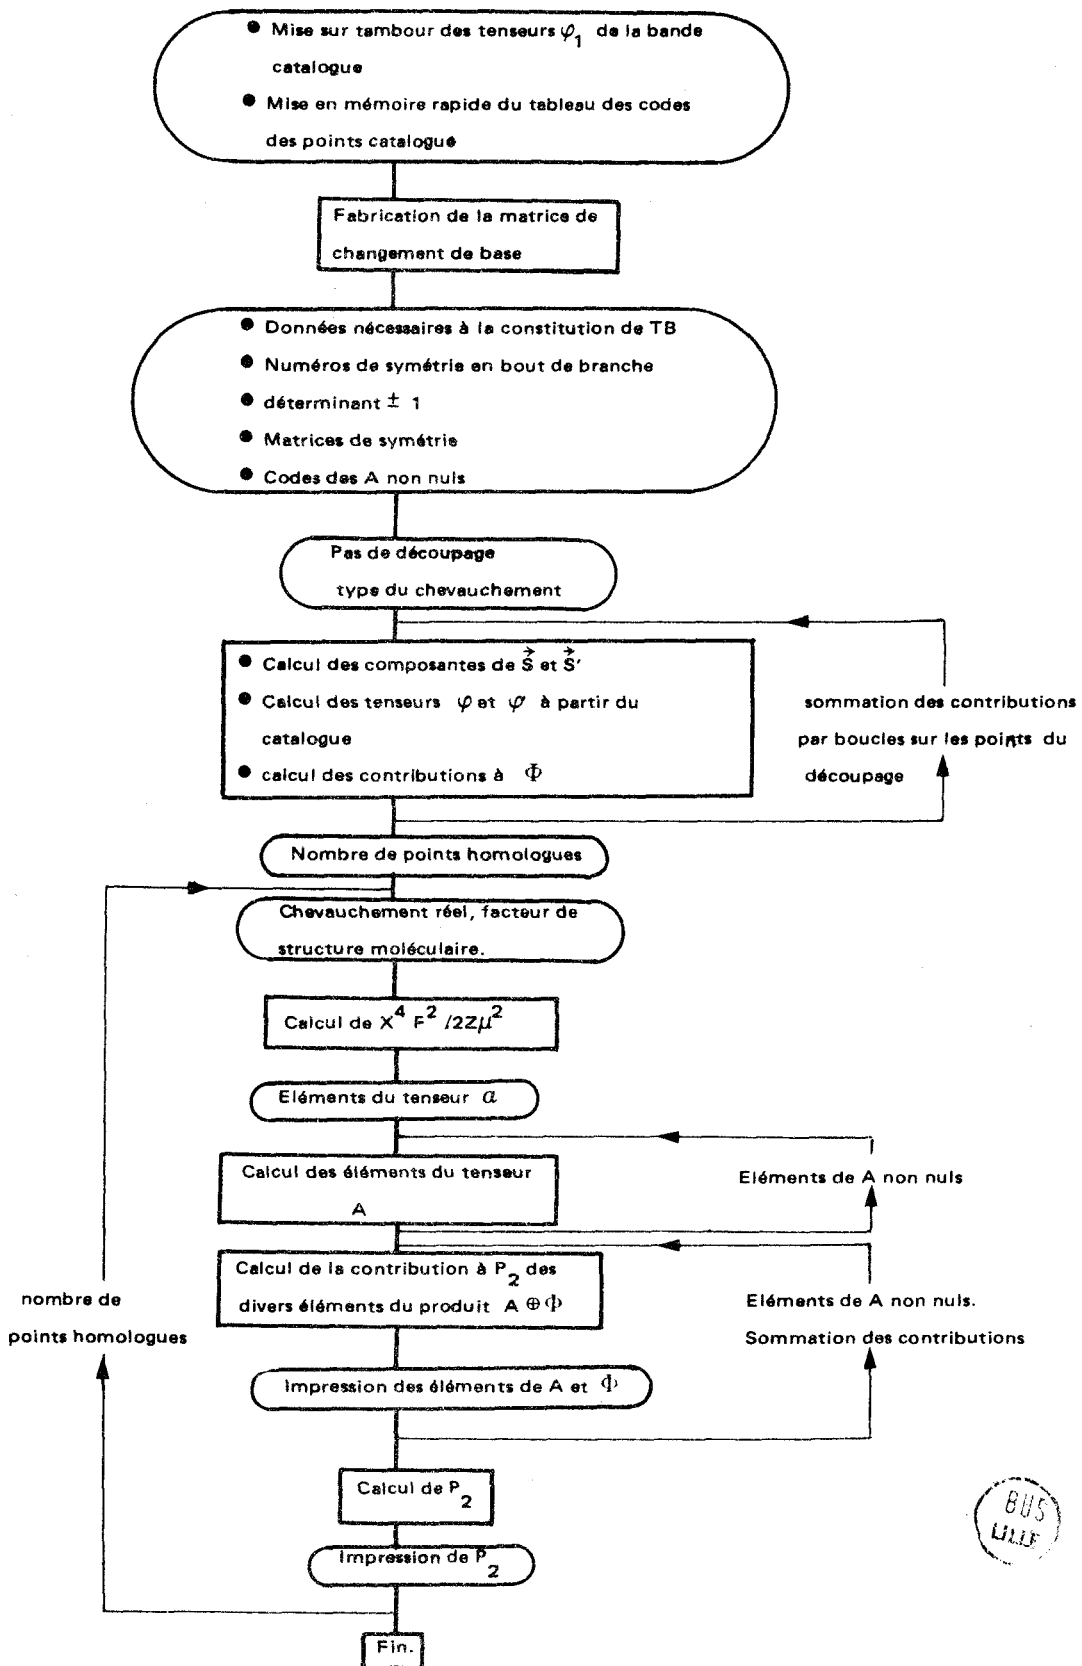 ● Mise sur tambour des tenseurs φ₁ de la bande
catalogue
● Mise en mémoire rapide du tableau des codes
des points catalogue
Fabrication de la matrice de
changement de base
● Données nécessaires à la constitution de TB
● Numéros de symétrie en bout de branche
● déterminant ± 1
● Matrices de symétrie
● Codes des A non nuls
Pas de découpage
type du chevauchement
● Calcul des composantes de S⃗ et S⃗′
● Calcul des tenseurs φ et φ′ à partir du
catalogue
● calcul des contributions à Φ
sommation des contributions
par boucles sur les points du
découpage
Nombre de points homologues
Chevauchement réel, facteur de
structure moléculaire.
Calcul de X⁴ F² /2Zμ²
Eléments du tenseur α
Calcul des éléments du tenseur
A
Eléments de A non nuls
Calcul de la contribution à P₂ des
divers éléments du produit A ⊕ Φ
Eléments de A non nuls.
Sommation des contributions
nombre de
points homologues
Impression des éléments de A et Φ
Calcul de P₂
BUS
LILLE
Impression de P₂
Fin.